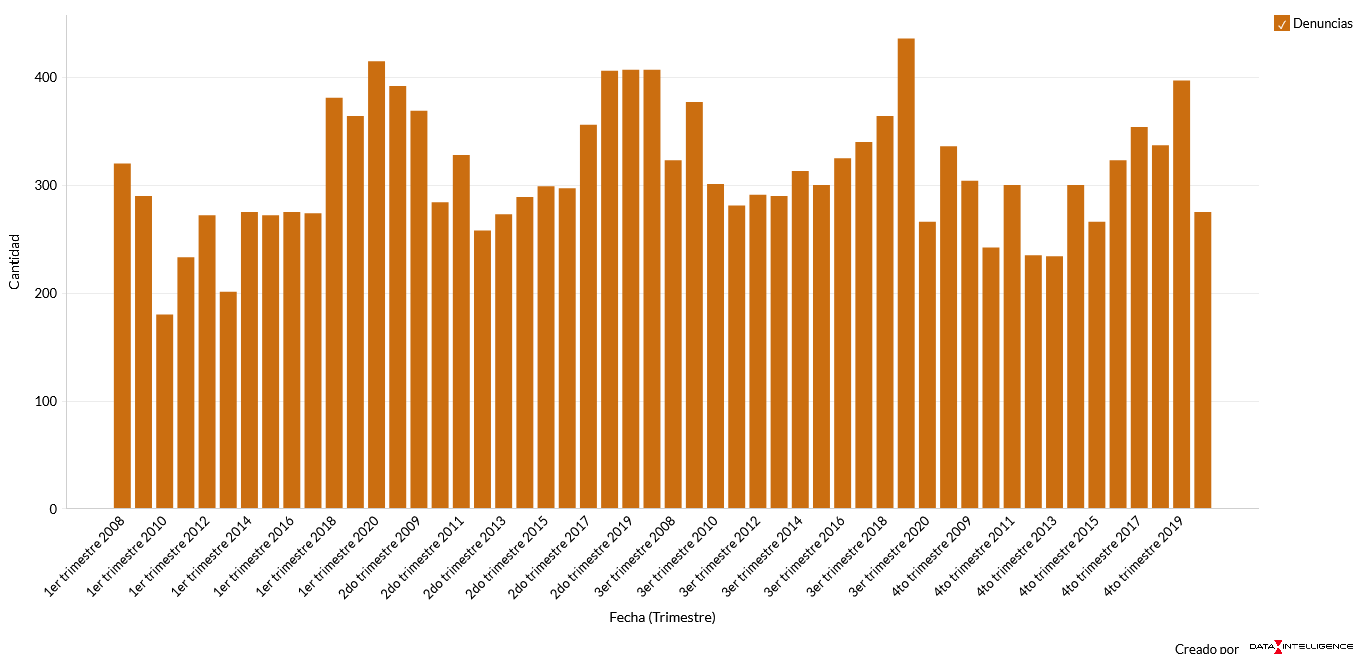 Denuncias
400
300
200
100
0
Cantidad
1er trimestre 2008
1er trimestre 2010
1er trimestre 2012
1er trimestre 2014
1er trimestre 2016
1er trimestre 2018
1er trimestre 2020
2do trimestre 2009
2do trimestre 2011
2do trimestre 2013
2do trimestre 2015
2do trimestre 2017
2do trimestre 2019
3er trimestre 2008
3er trimestre 2010
3er trimestre 2012
3er trimestre 2014
3er trimestre 2016
3er trimestre 2018
3er trimestre 2020
4to trimestre 2009
4to trimestre 2011
4to trimestre 2013
4to trimestre 2015
4to trimestre 2017
4to trimestre 2019
Fecha (Trimestre)
Creado por DATA INTELLIGENCE